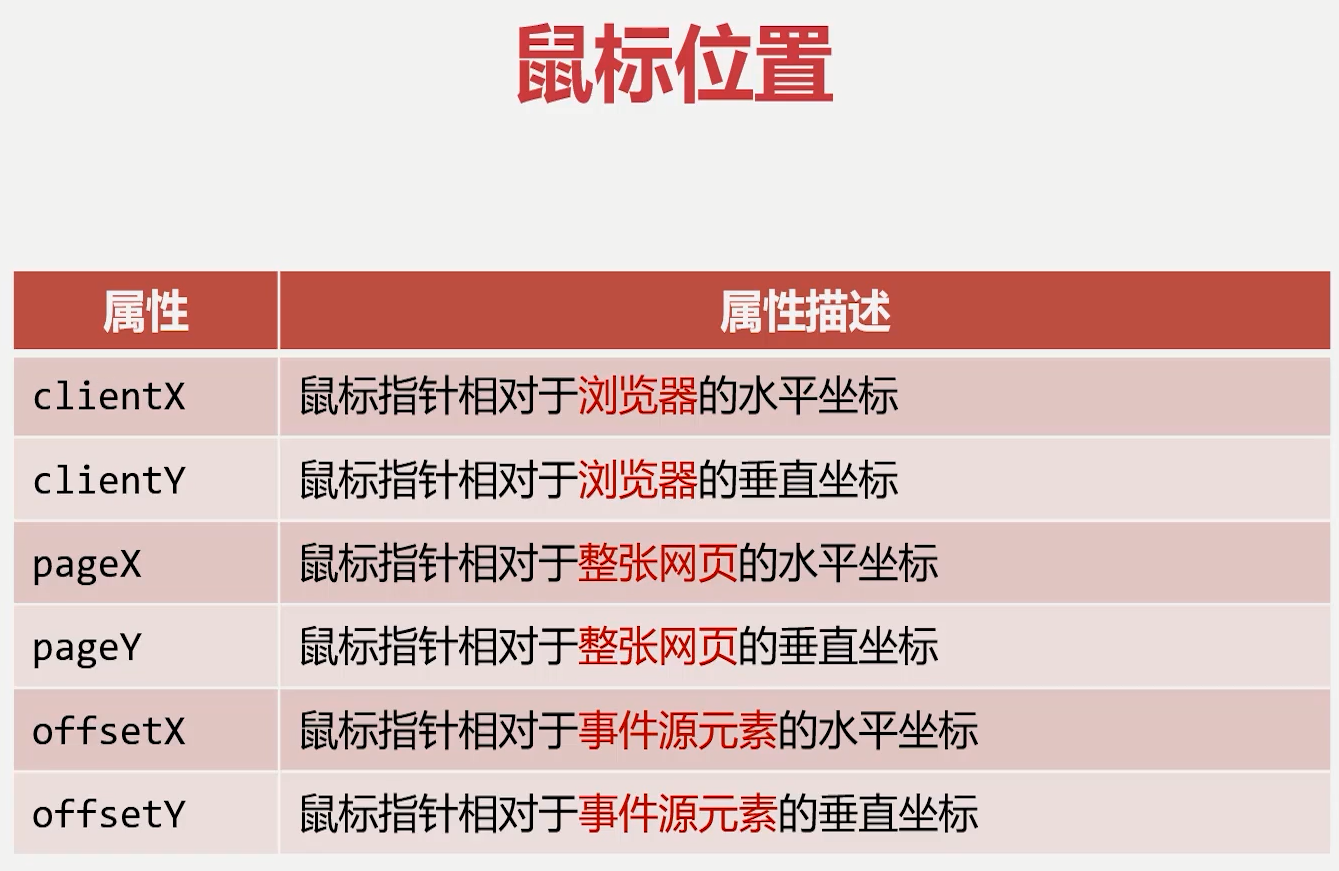 鼠标位置
属性 属性描述
clientX 鼠标指针相对于浏览器的水平坐标
clientY 鼠标指针相对于浏览器的垂直坐标
pageX 鼠标指针相对于整张网页的水平坐标
pageY 鼠标指针相对于整张网页的垂直坐标
offsetX 鼠标指针相对于事件源元素的水平坐标
offsetY 鼠标指针相对于事件源元素的垂直坐标